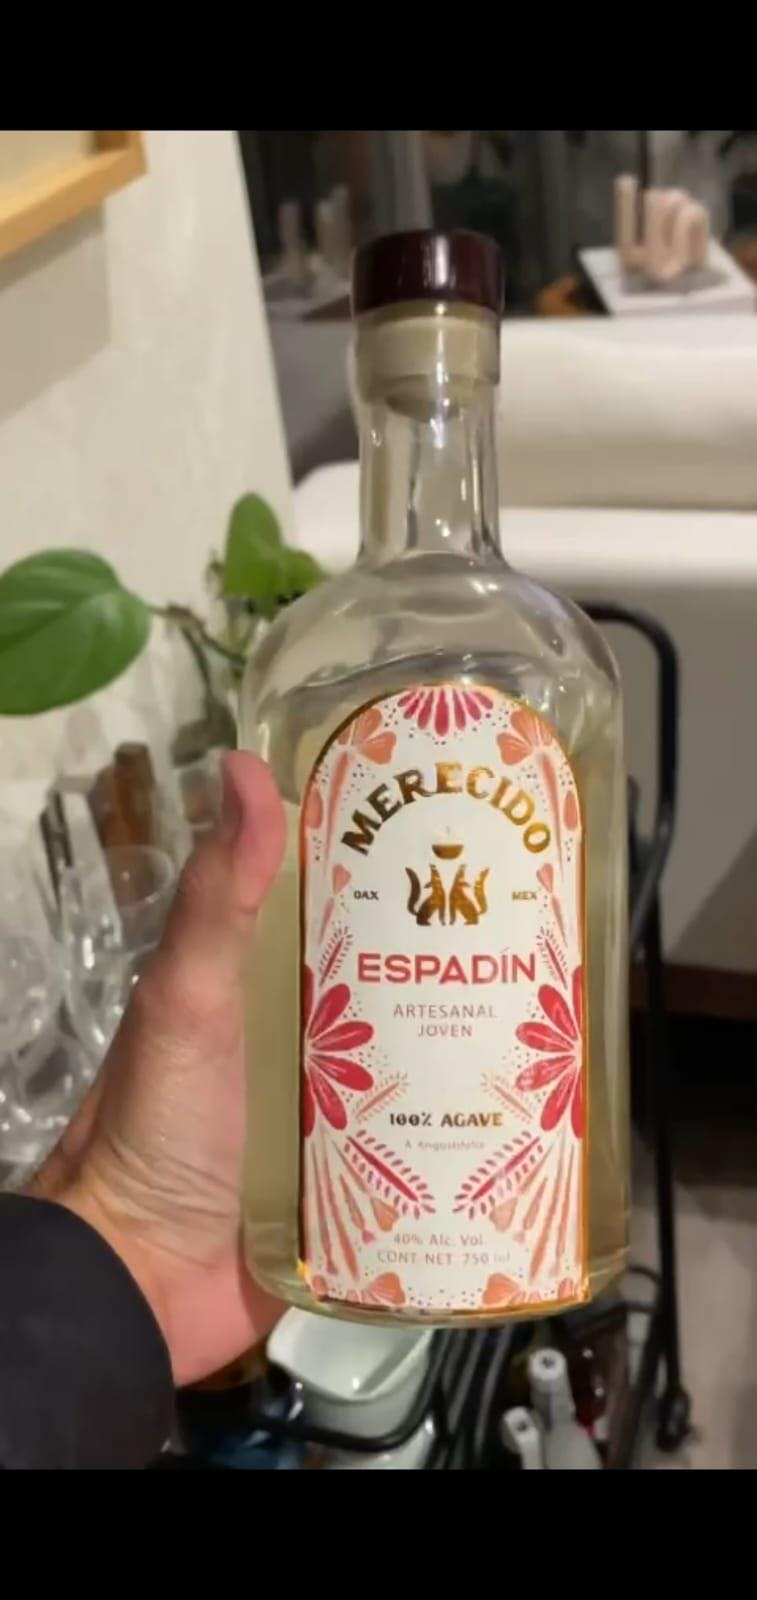 MERECIDO
OAX MEX
ESPADÍN
ARTESANAL
JOVEN
100% AGAVE
A. Angustifolia
40% Alc. Vol.
CONT NET 750 ml